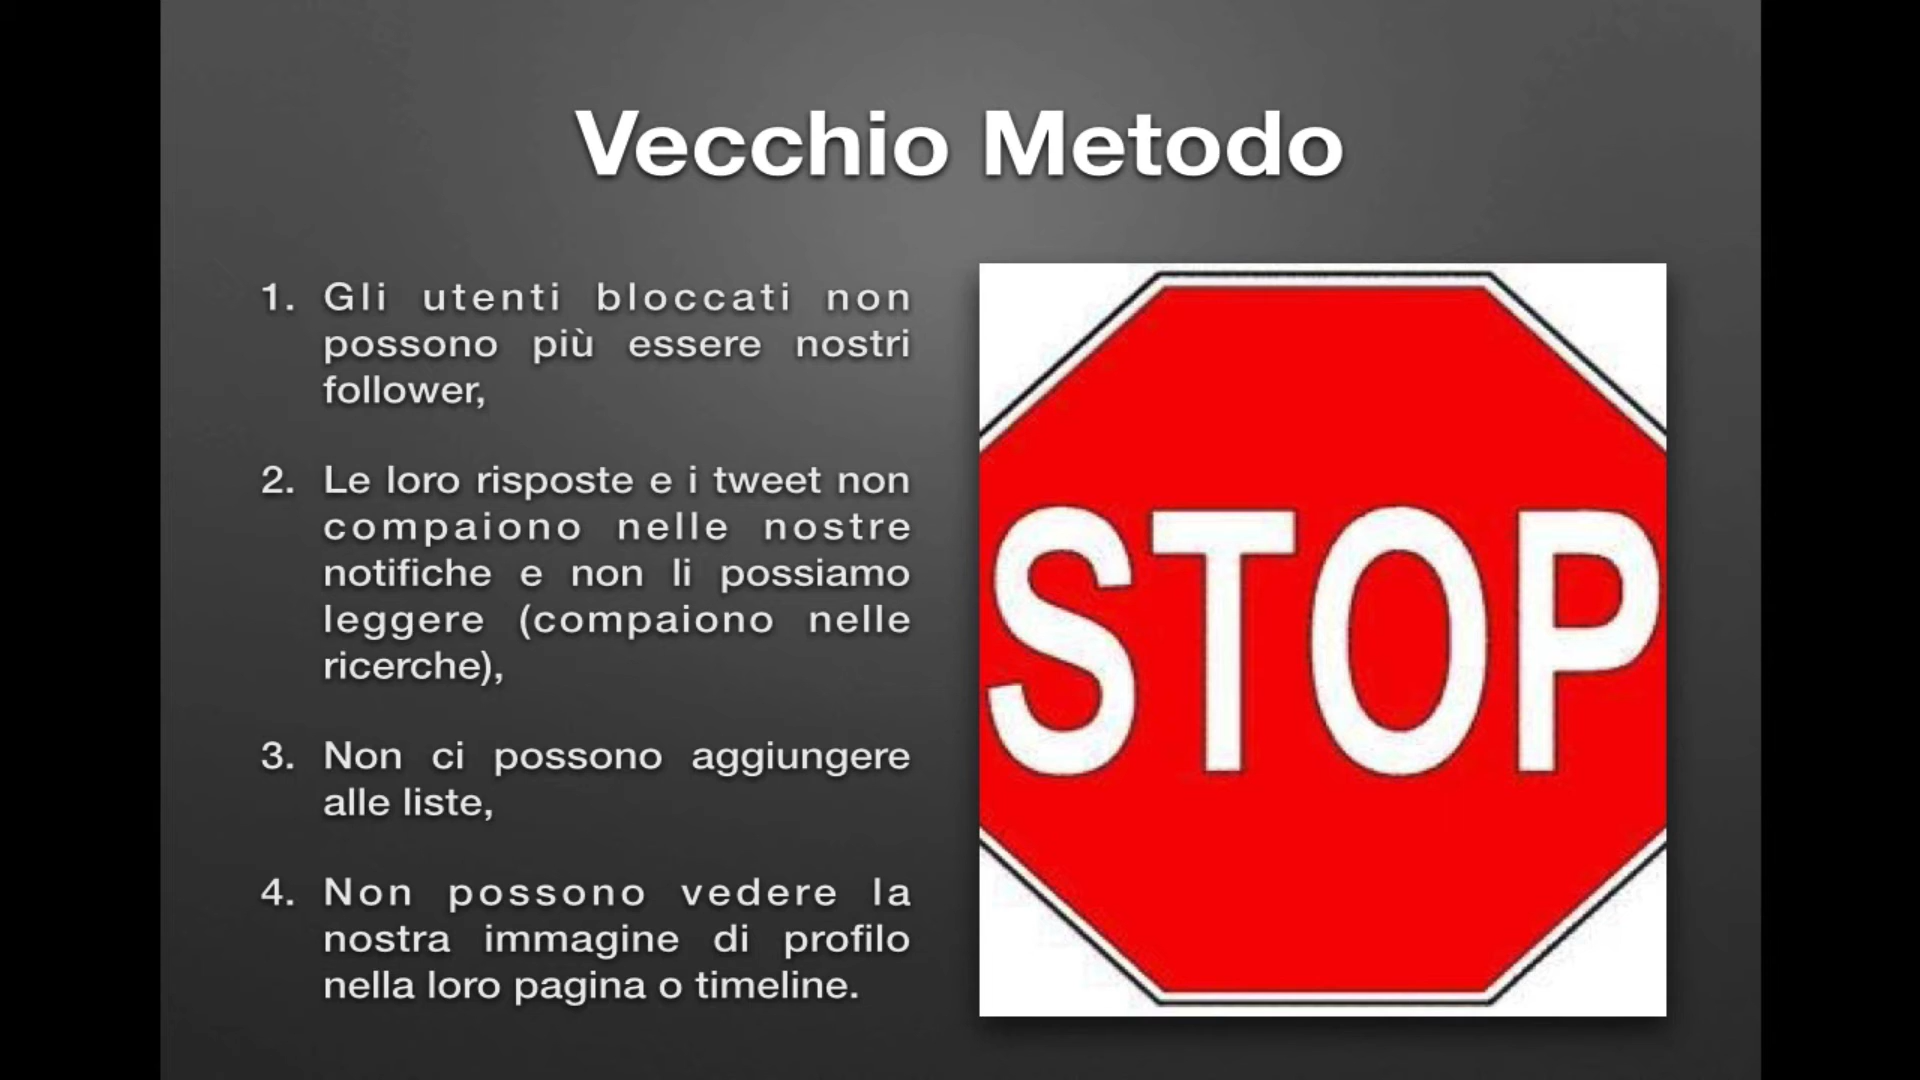 Vecchio Metodo
1. Gli utenti bloccati non
possono più essere nostri
follower,
2. Le loro risposte e i tweet non
compaiono nelle nostre
notifiche e non li possiamo
leggere (compaiono nelle
ricerche),
3. Non ci possono aggiungere
alle liste,
4. Non possono vedere la
nostra immagine di profilo
nella loro pagina o timeline.
STOP